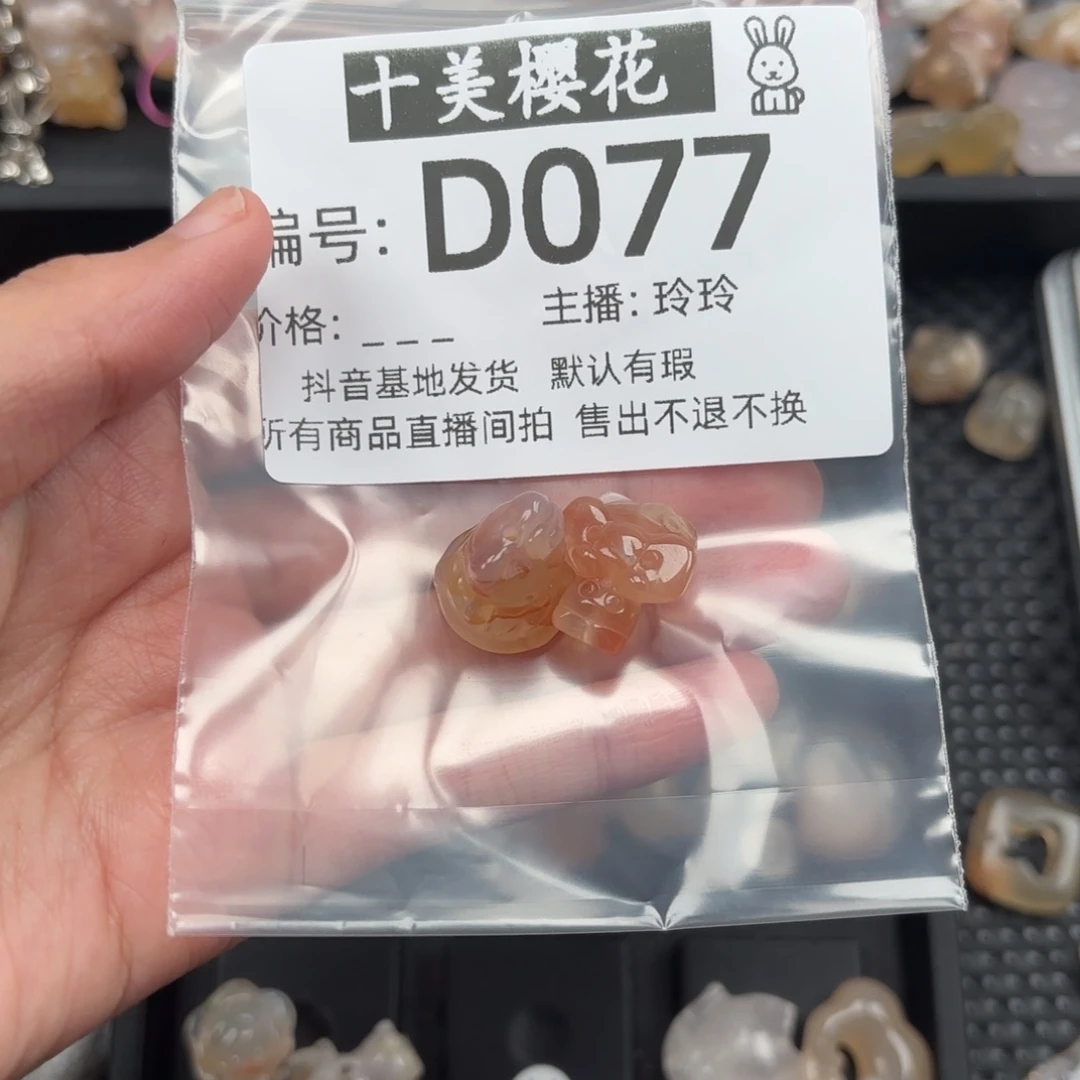 十美樱花
编号: D077
价格: _ _ _ 主播: 玲玲
抖音基地发货 默认有瑕
所有商品直播间拍 售出不退不换